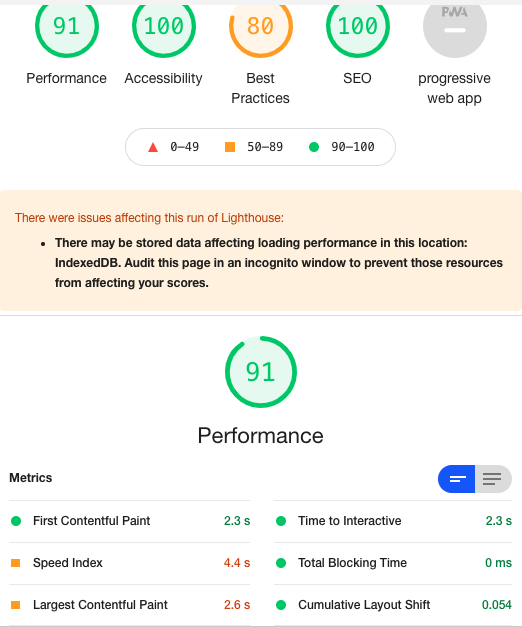 91 100 80 100 PWA
Performance Accessibility Best SEO progressive
Practices web app
0–49 50–89 90–100
There were issues affecting this run of Lighthouse:
• There may be stored data affecting loading performance in this location:
IndexedDB. Audit this page in an incognito window to prevent those resources
from affecting your scores.
91
Performance
Metrics
First Contentful Paint 2.3 s Time to Interactive 2.3 s
Speed Index 4.4 s Total Blocking Time 0 ms
Largest Contentful Paint 2.6 s Cumulative Layout Shift 0.054